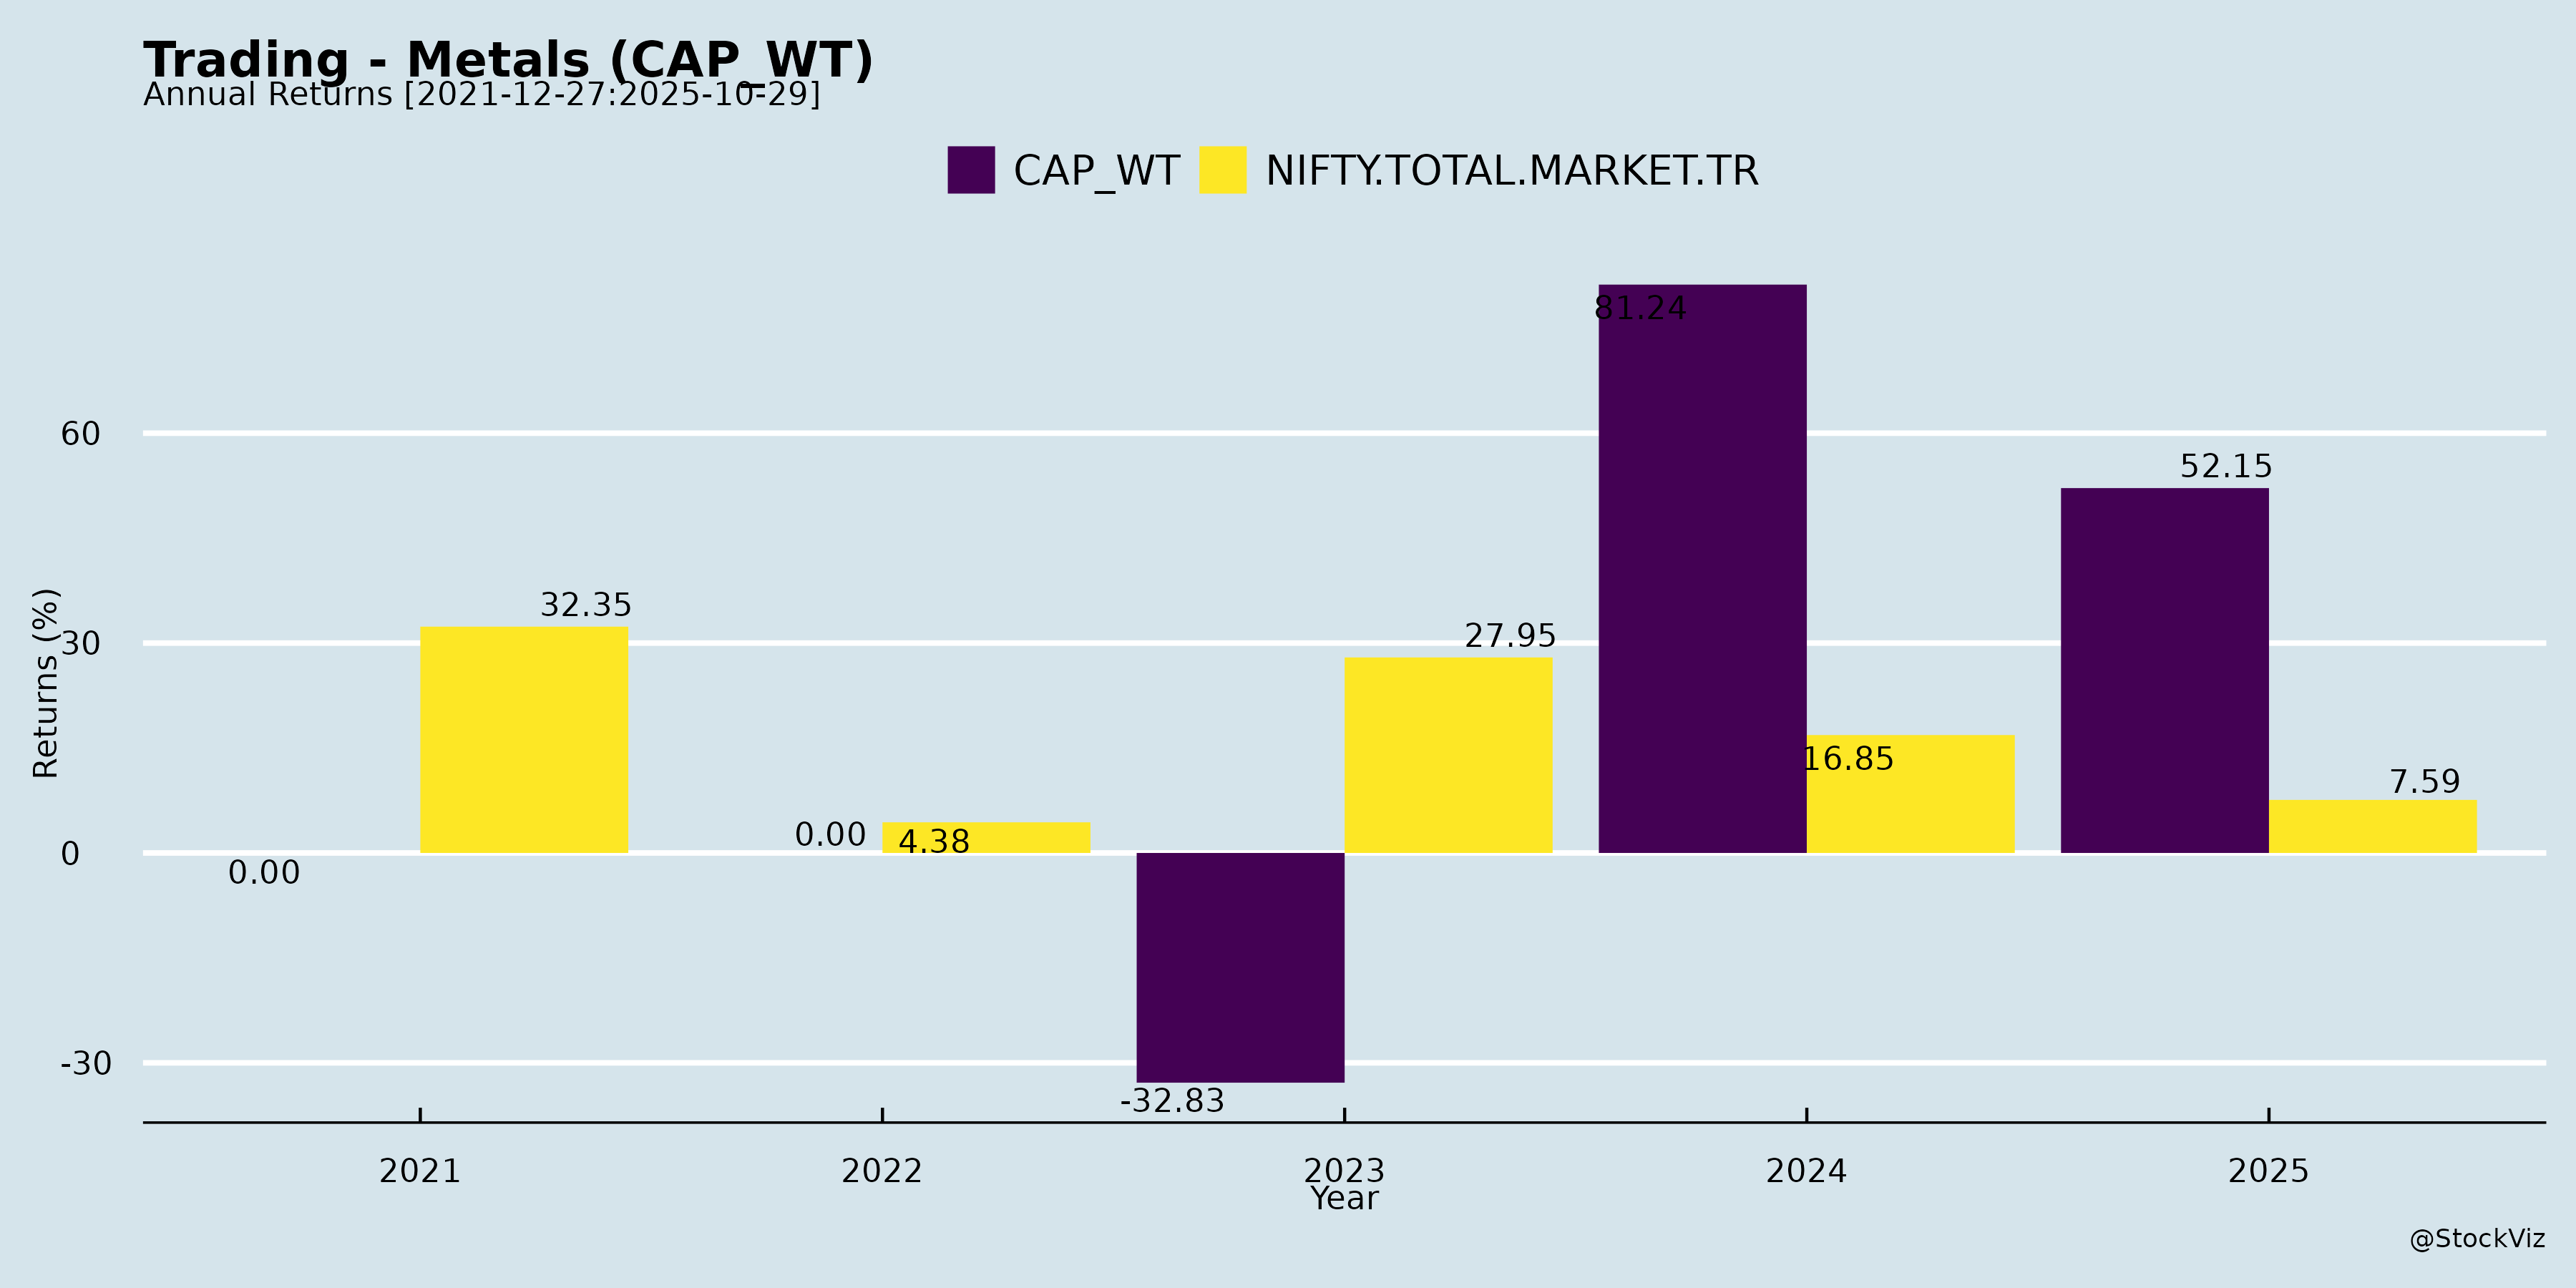 Trading - Metals (CAP_WT)
Annual Returns [2021-12-27:2025-10-29]
CAP_WT NIFTY.TOTAL.MARKET.TR
81.24
60
52.15
32.35
27.95
30
Returns (%)
16.85
7.59
0.00
4.38
0
0.00
-30
-32.83
2021 2022 2023 2024 2025
Year
@StockViz